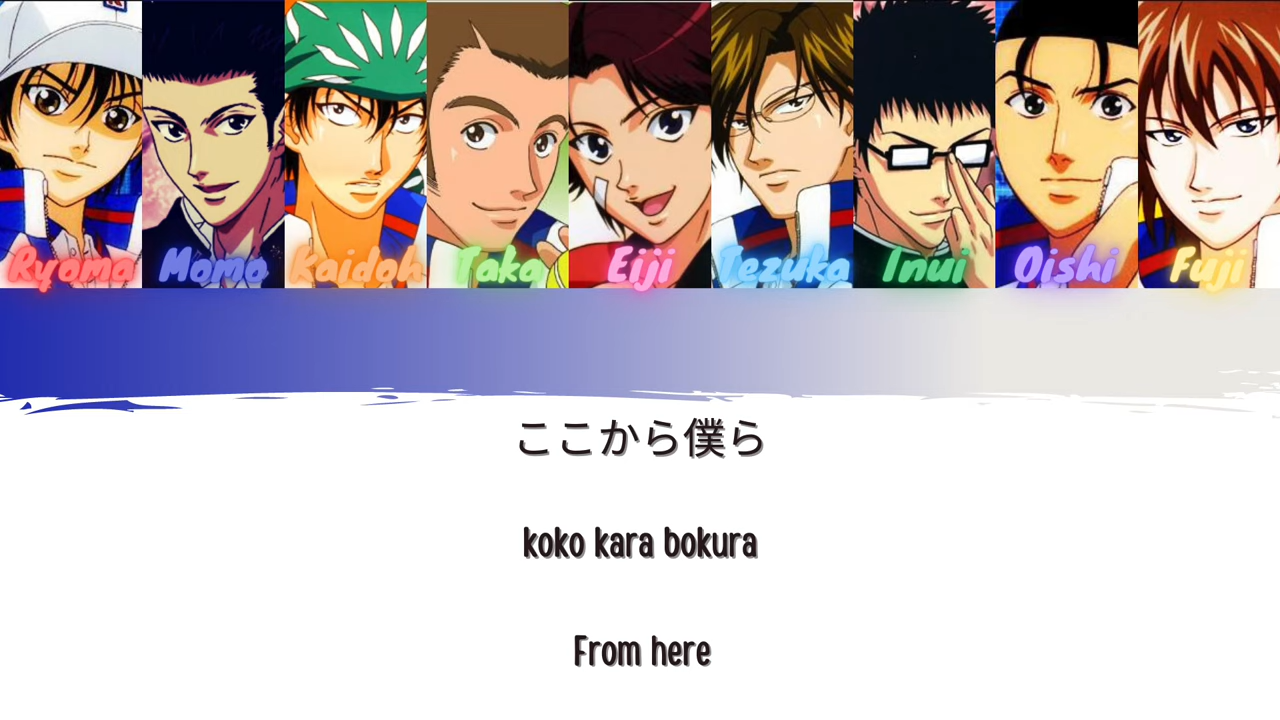 Ryoma Momo Kaidoh Taka Eiji Tezuka Inui Oishi Fuji
ここから僕ら
koko kara bokura
From here